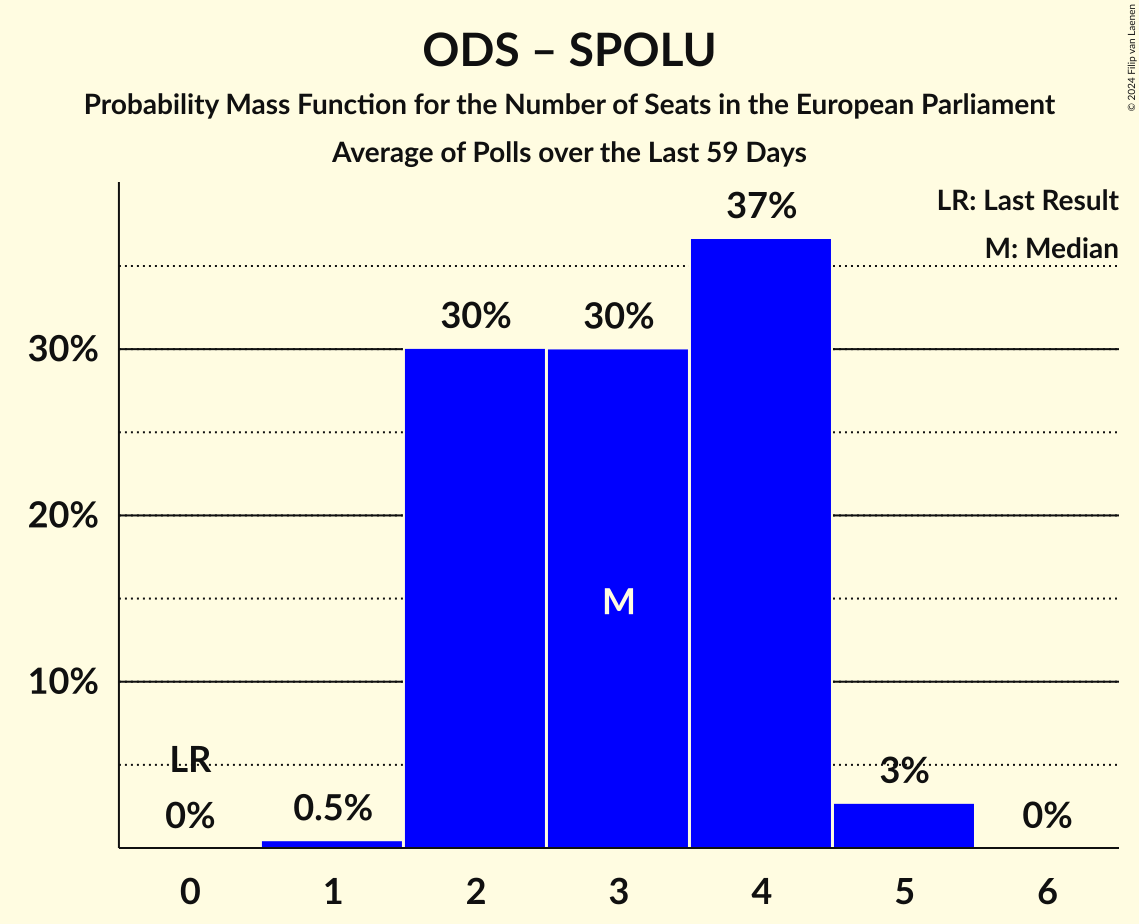 ODS – SPOLU
Probability Mass Function for the Number of Seats in the European Parliament
Average of Polls over the Last 59 Days
© 2024 Filip van Laenen
LR: Last Result
M: Median
37%
30%
30%
30%
20%
10%
M
LR
0%
0.5%
3%
0%
0
1
2
3
4
5
6